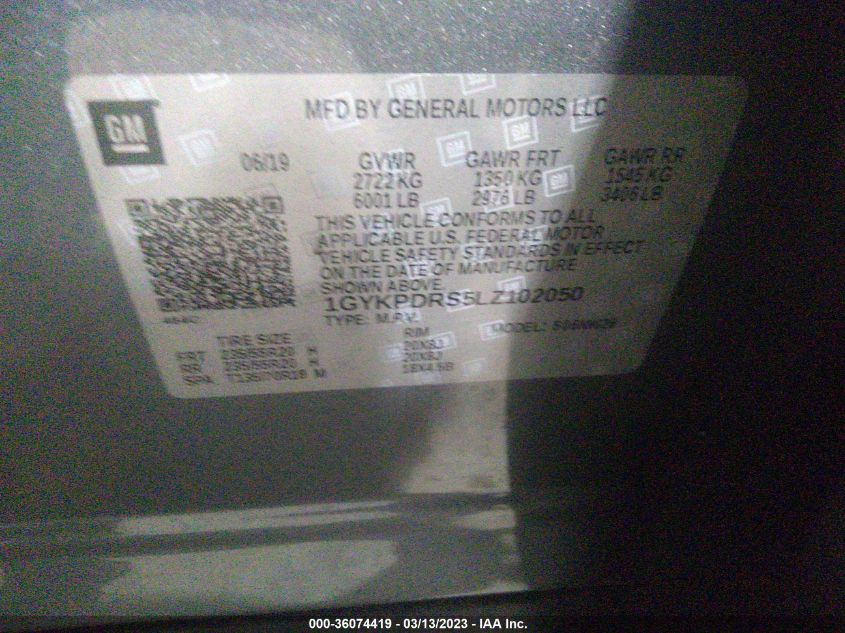 GM
MFD BY GENERAL MOTORS LLC
06/19 GVWR GAWR FRT GAWR RR
2722 KG 1350 KG 1545 KG
6001 LB 2976 LB 3406 LB
THIS VEHICLE CONFORMS TO ALL
APPLICABLE U.S. FEDERAL MOTOR
VEHICLE SAFETY STANDARDS IN EFFECT
ON THE DATE OF MANUFACTURE
SHOWN ABOVE.
1GYKPDRS5LZ102050
TYPE: M.P.V. MODEL:
TIRE SIZE RIM
FRT 235/55R20 H 20X8J
RR 235/55R20 H 20X8J
SPA T135/70R18 M 18X4.5B
000-36074419 - 03/13/2023 - IAA Inc.